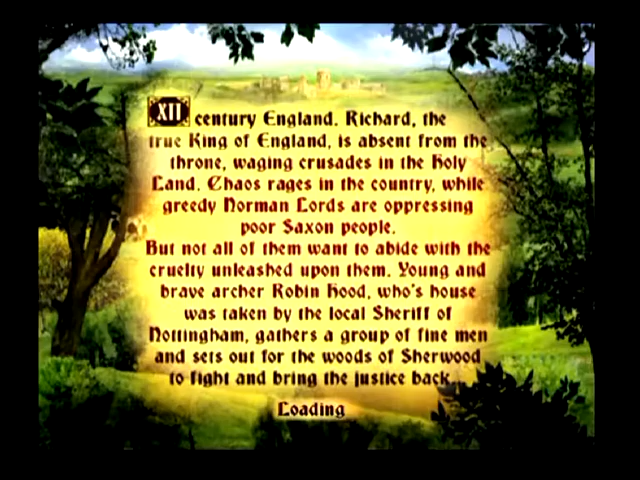 XII century England. Richard, the
true King of England, is absent from the
throne, waging crusades in the Holy
Land. Chaos rages in the country, while
greedy Norman Lords are oppressing
poor Saxon people.
But not all of them want to abide with the
cruelty unleashed upon them. Young and
brave archer Robin Hood, who's house
was taken by the local Sheriff of
Nottingham, gathers a group of fine men
and sets out for the woods of Sherwood
to fight and bring the justice back...
Loading